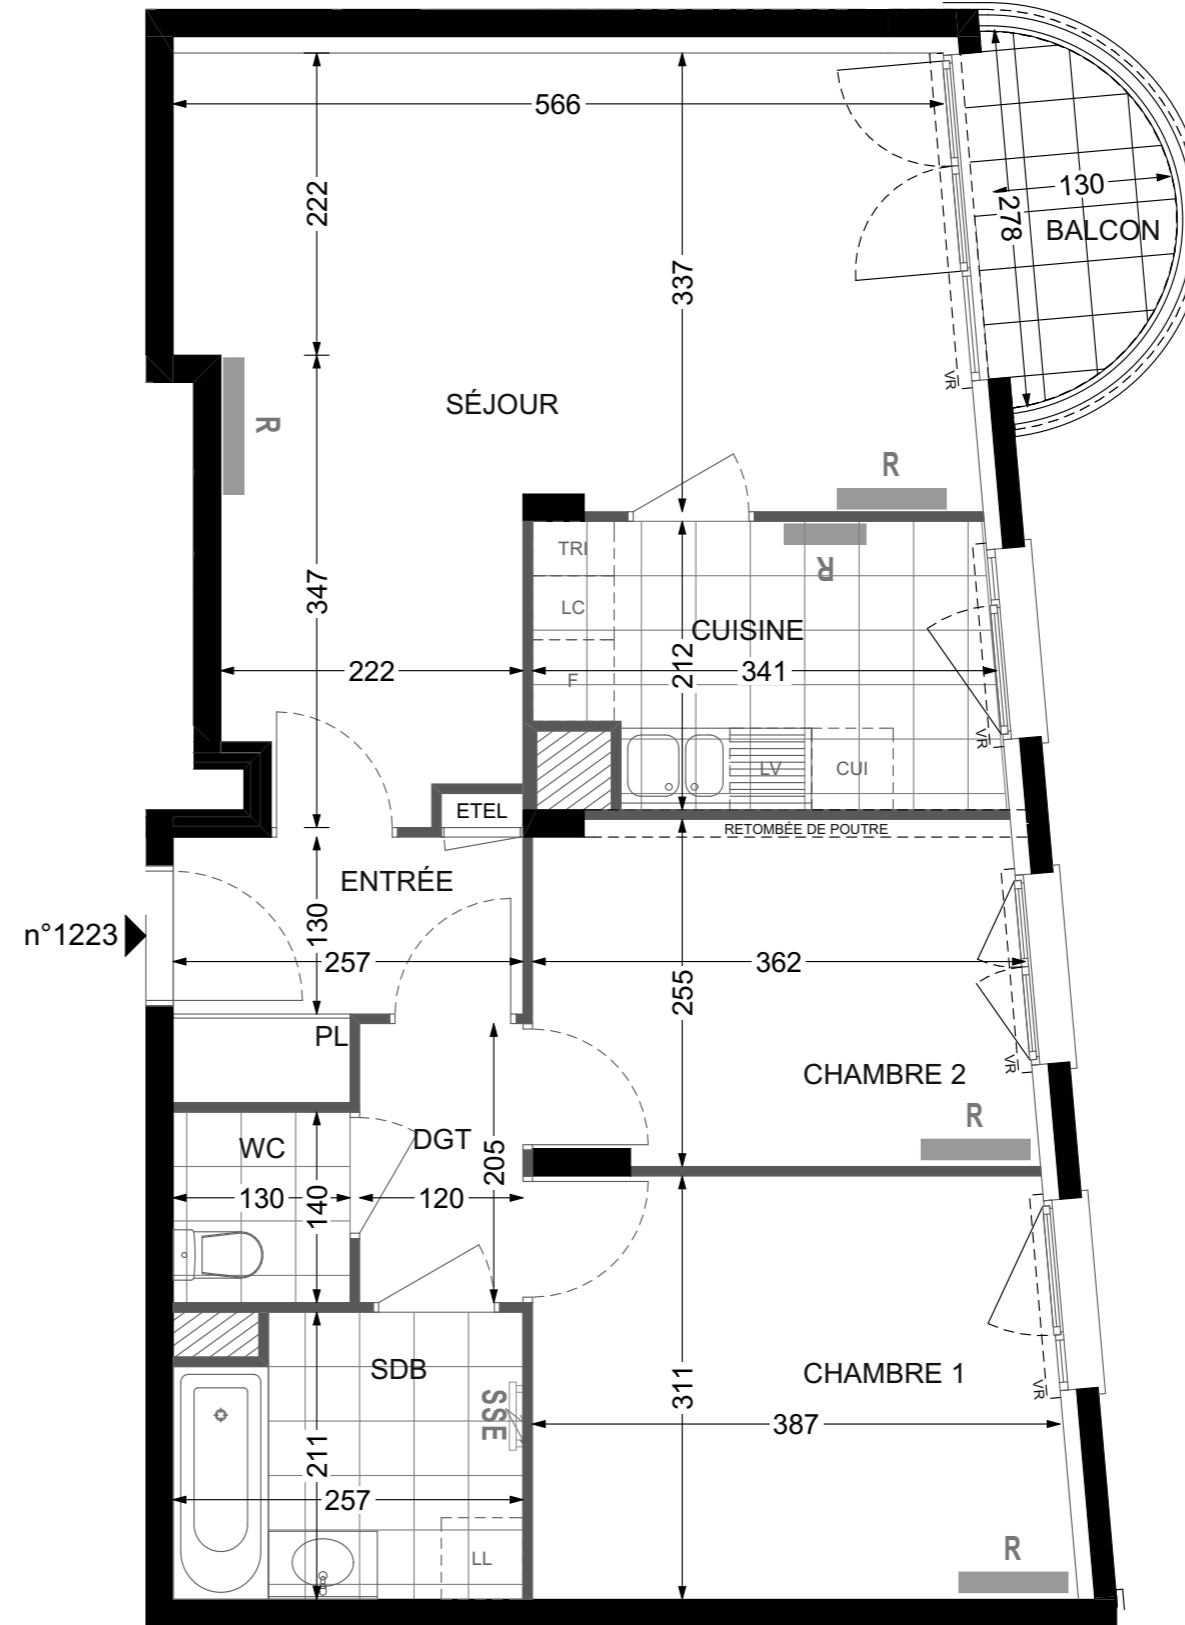 566
222
337
130
278
BALCON
VR
SÉJOUR
R
R
TRI
R
347
LC
CUISINE
222
212
341
F
VR
LV
CUI
ETEL
RETOMBÉE DE POUTRE
ENTRÉE
n°1223
130
257
362
255
PL
VR
CHAMBRE 2
R
WC
DGT
205
130
140
120
SDB
CHAMBRE 1
VR
SSE
311
387
211
257
LL
R